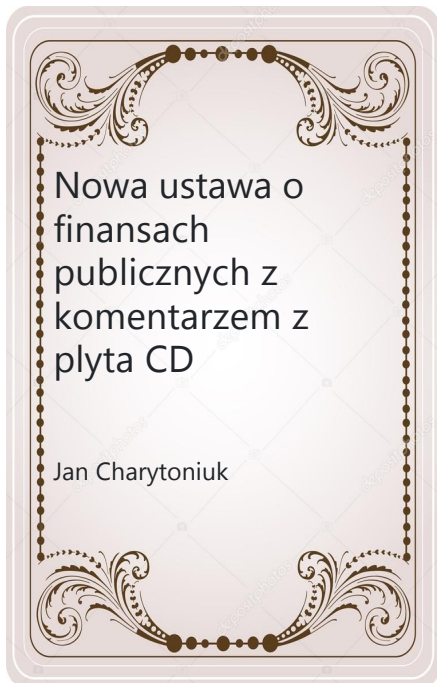 Nowa ustawa o
finansach
publicznych z
komentarzem z
plyta CD
Jan Charytoniuk